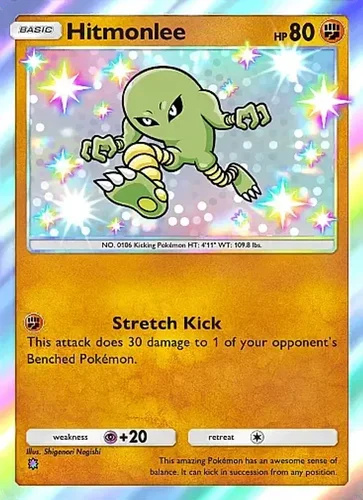 BASIC Hitmonlee HP 80
NO. 0106 Kicking Pokémon HT: 4'11" WT: 109.8 lbs.
Stretch Kick
This attack does 30 damage to 1 of your opponent's
Benched Pokémon.
weakness +20 retreat
Illus. Shigenori Negishi
This amazing Pokémon has an awesome sense of
balance. It can kick in succession from any position.